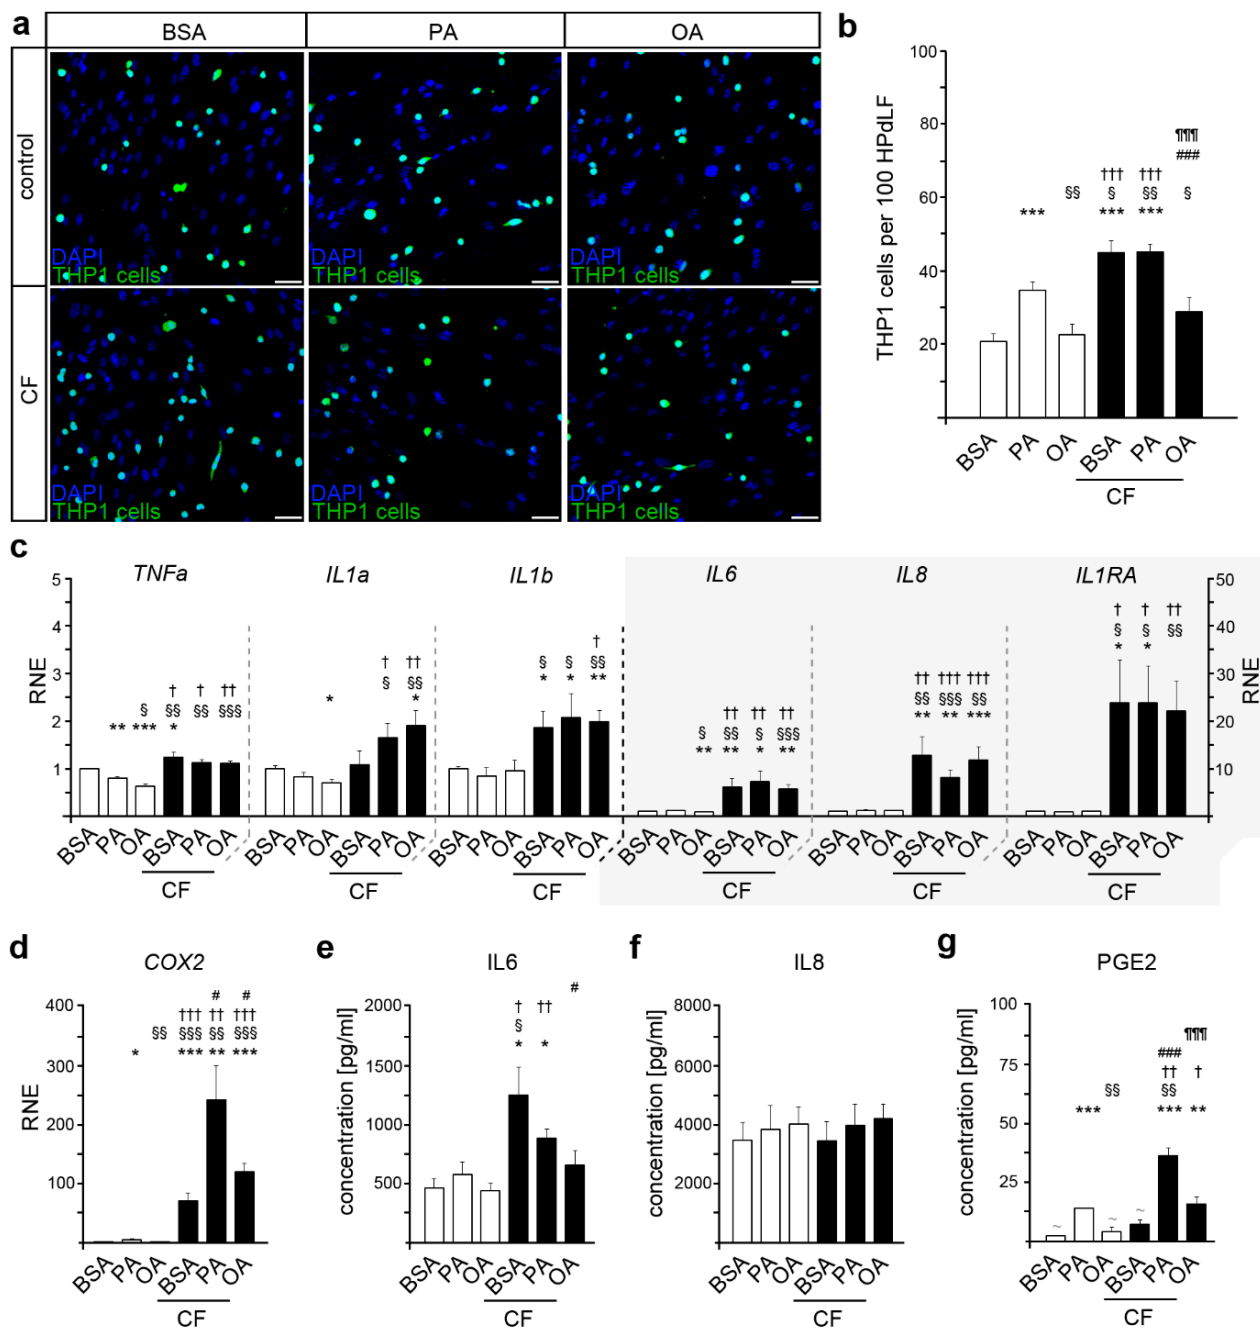 a
BSA PA OA
control
DAPI
THP1 cells
DAPI
THP1 cells
DAPI
THP1 cells
CF
DAPI
THP1 cells
DAPI
THP1 cells
DAPI
THP1 cells
b
THP1 cells per 100 HPdLF
100
80
60
40
20
***
§§
†††
§
***
†††
§§
***
¶¶¶
###
§
BSA PA OA BSA PA OA
CF
c
TNFa IL1a IL1b IL6 IL8 IL1RA
RNE
5
4
3
2
1
**
§
***
†
§§
*
†
§§
††
§§§
*
†
§
††
§§
*
§
*
§
*
†
§§
**
§
**
††
§§
**
††
§
*
††
§§§
**
††
§§
**
†††
§§§
**
†††
§§
***
†
§
*
†
§
*
††
§§
50
40
30
20
10
RNE
BSA PA OA BSA PA OA BSA PA OA BSA PA OA BSA PA OA BSA PA OA BSA PA OA BSA PA OA BSA PA OA BSA PA OA BSA PA OA BSA PA OA
CF CF CF CF CF CF
d
COX2
RNE
400
300
200
100
*
§§
†††
§§§
***
#
††
§§
**
#
†††
§§§
***
BSA PA OA BSA PA OA
CF
e
IL6
concentration [pg/ml]
2000
1500
1000
500
†
§
*
††
*
#
BSA PA OA BSA PA OA
CF
f
IL8
concentration [pg/ml]
8000
6000
4000
2000
BSA PA OA BSA PA OA
CF
g
PGE2
concentration [pg/ml]
100
75
50
25
~
***
§§
~
~
###
††
§§
***
¶¶¶
†
**
BSA PA OA BSA PA OA
CF